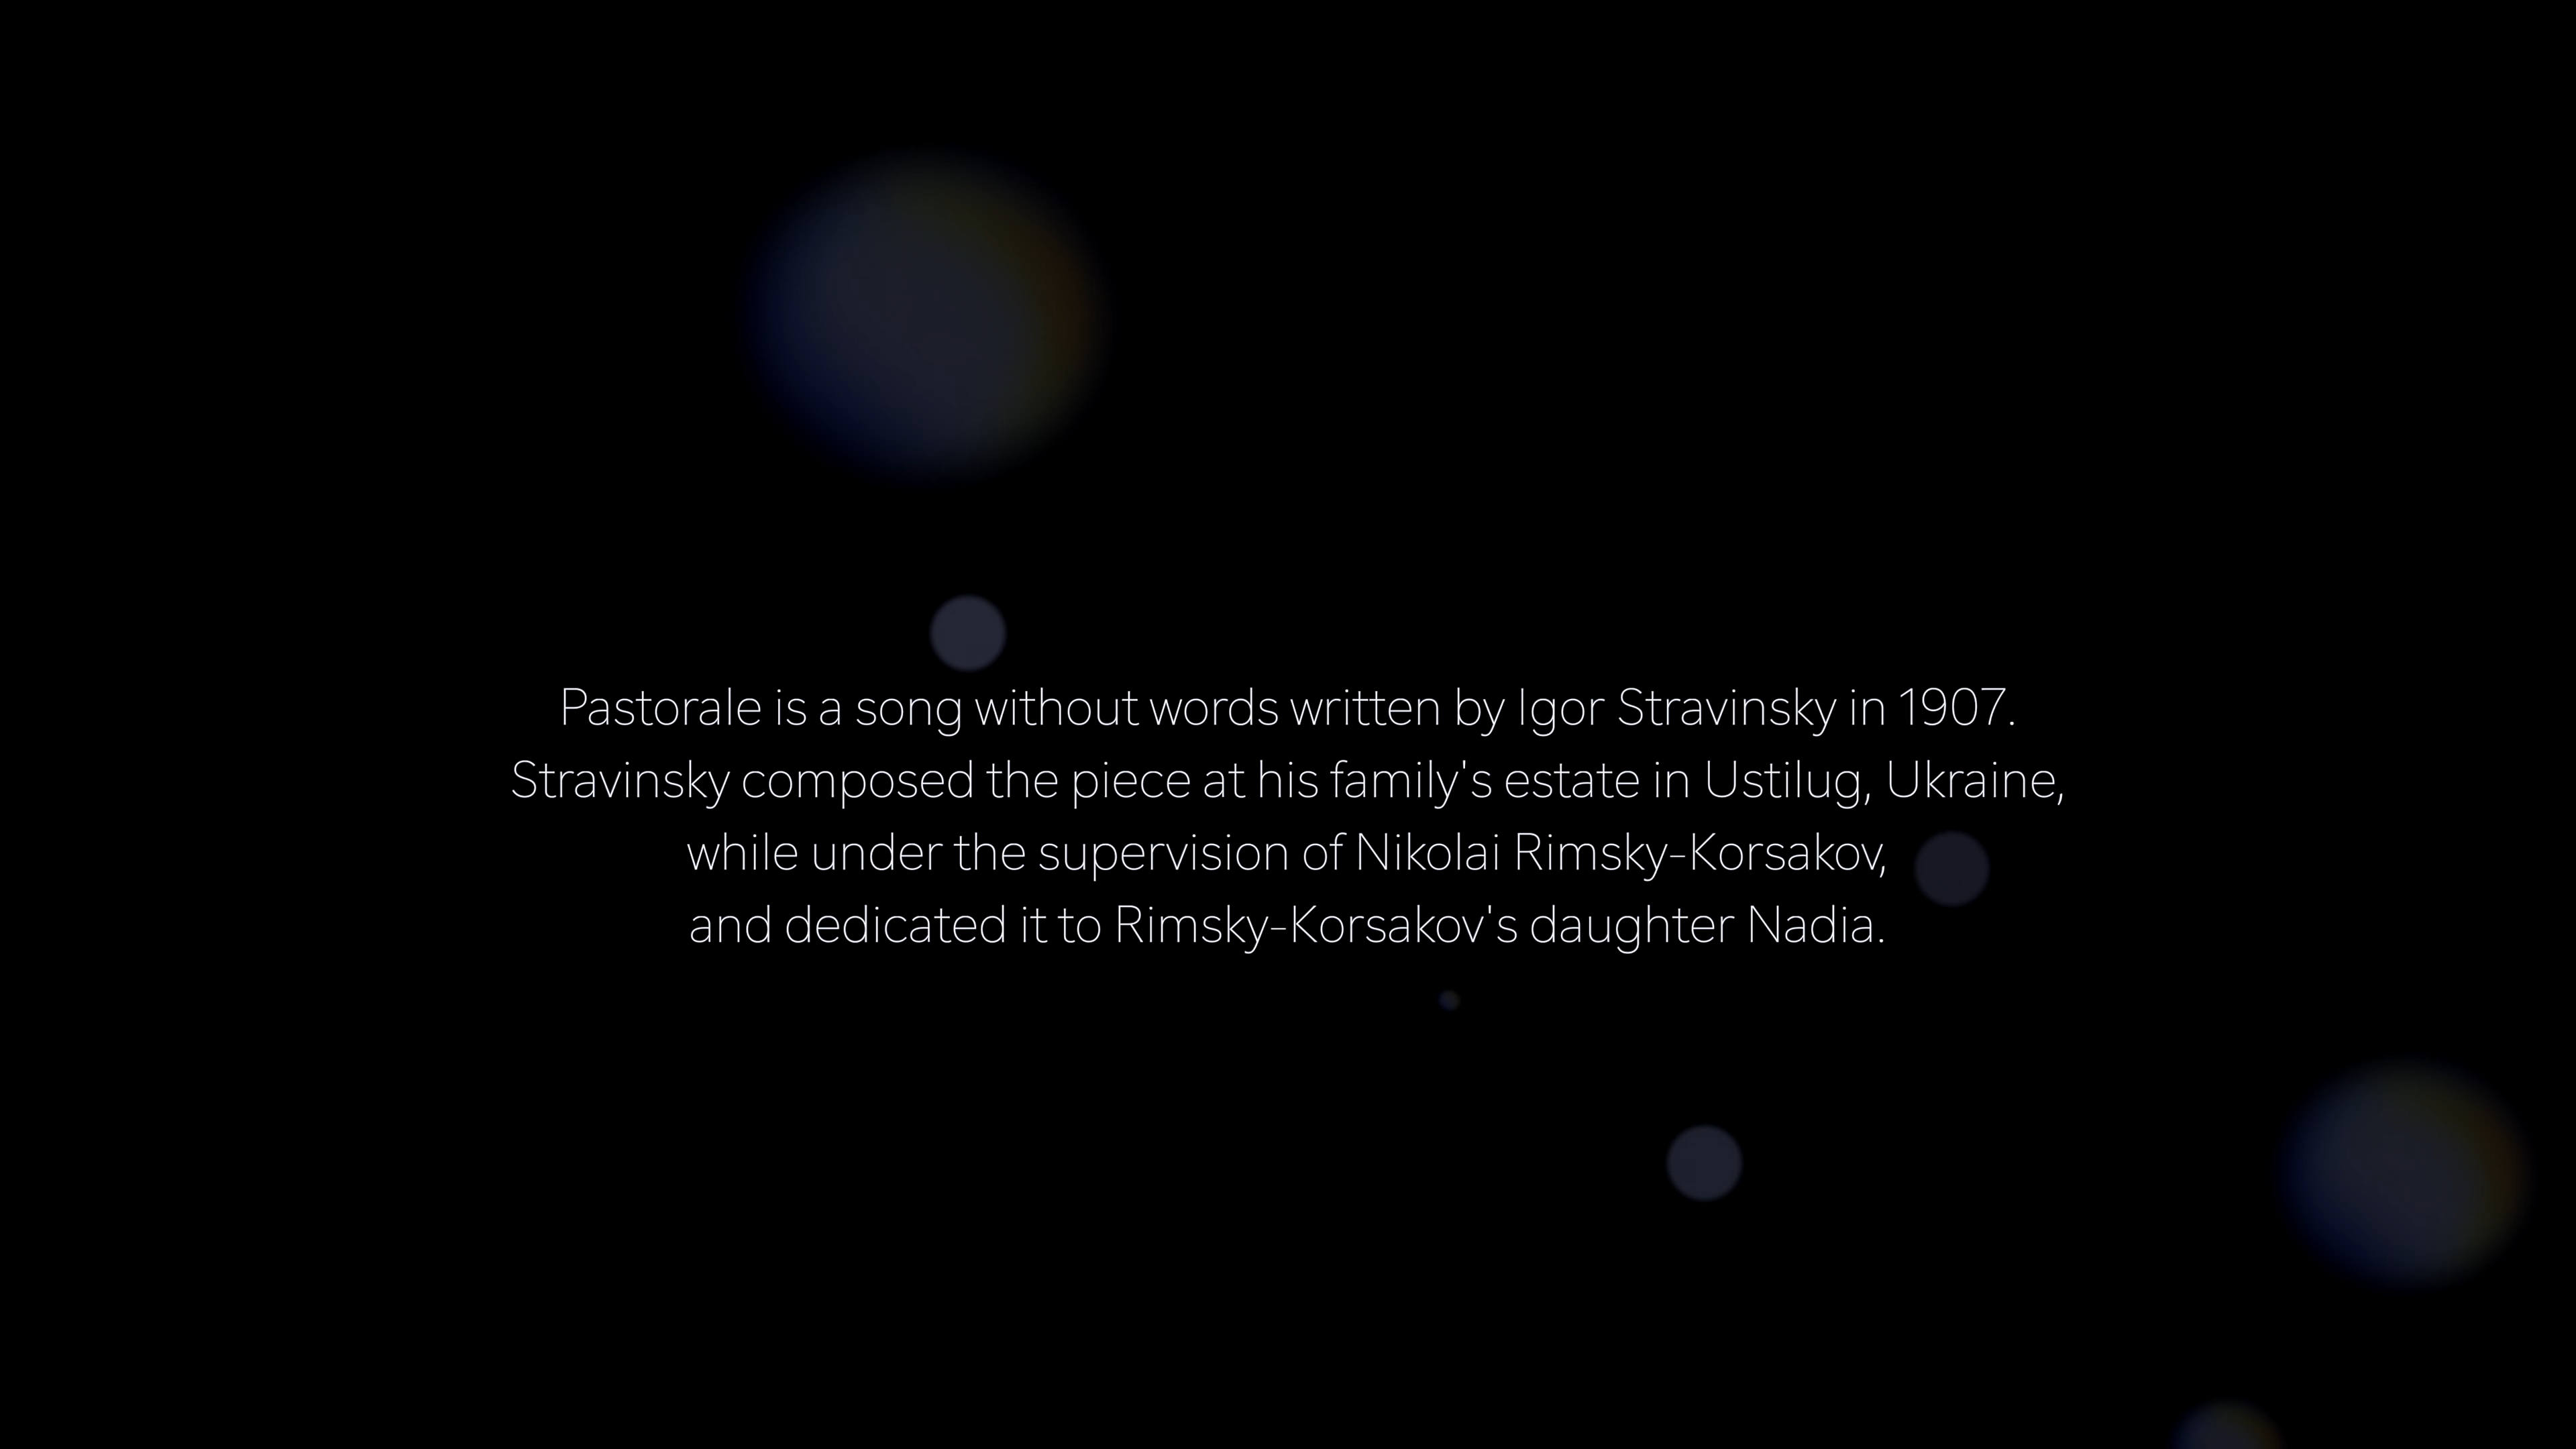 Pastorale is a song without words written by Igor Stravinsky in 1907.
Stravinsky composed the piece at his family's estate in Ustilug, Ukraine,
while under the supervision of Nikolai Rimsky-Korsakov,
and dedicated it to Rimsky-Korsakov's daughter Nadia.